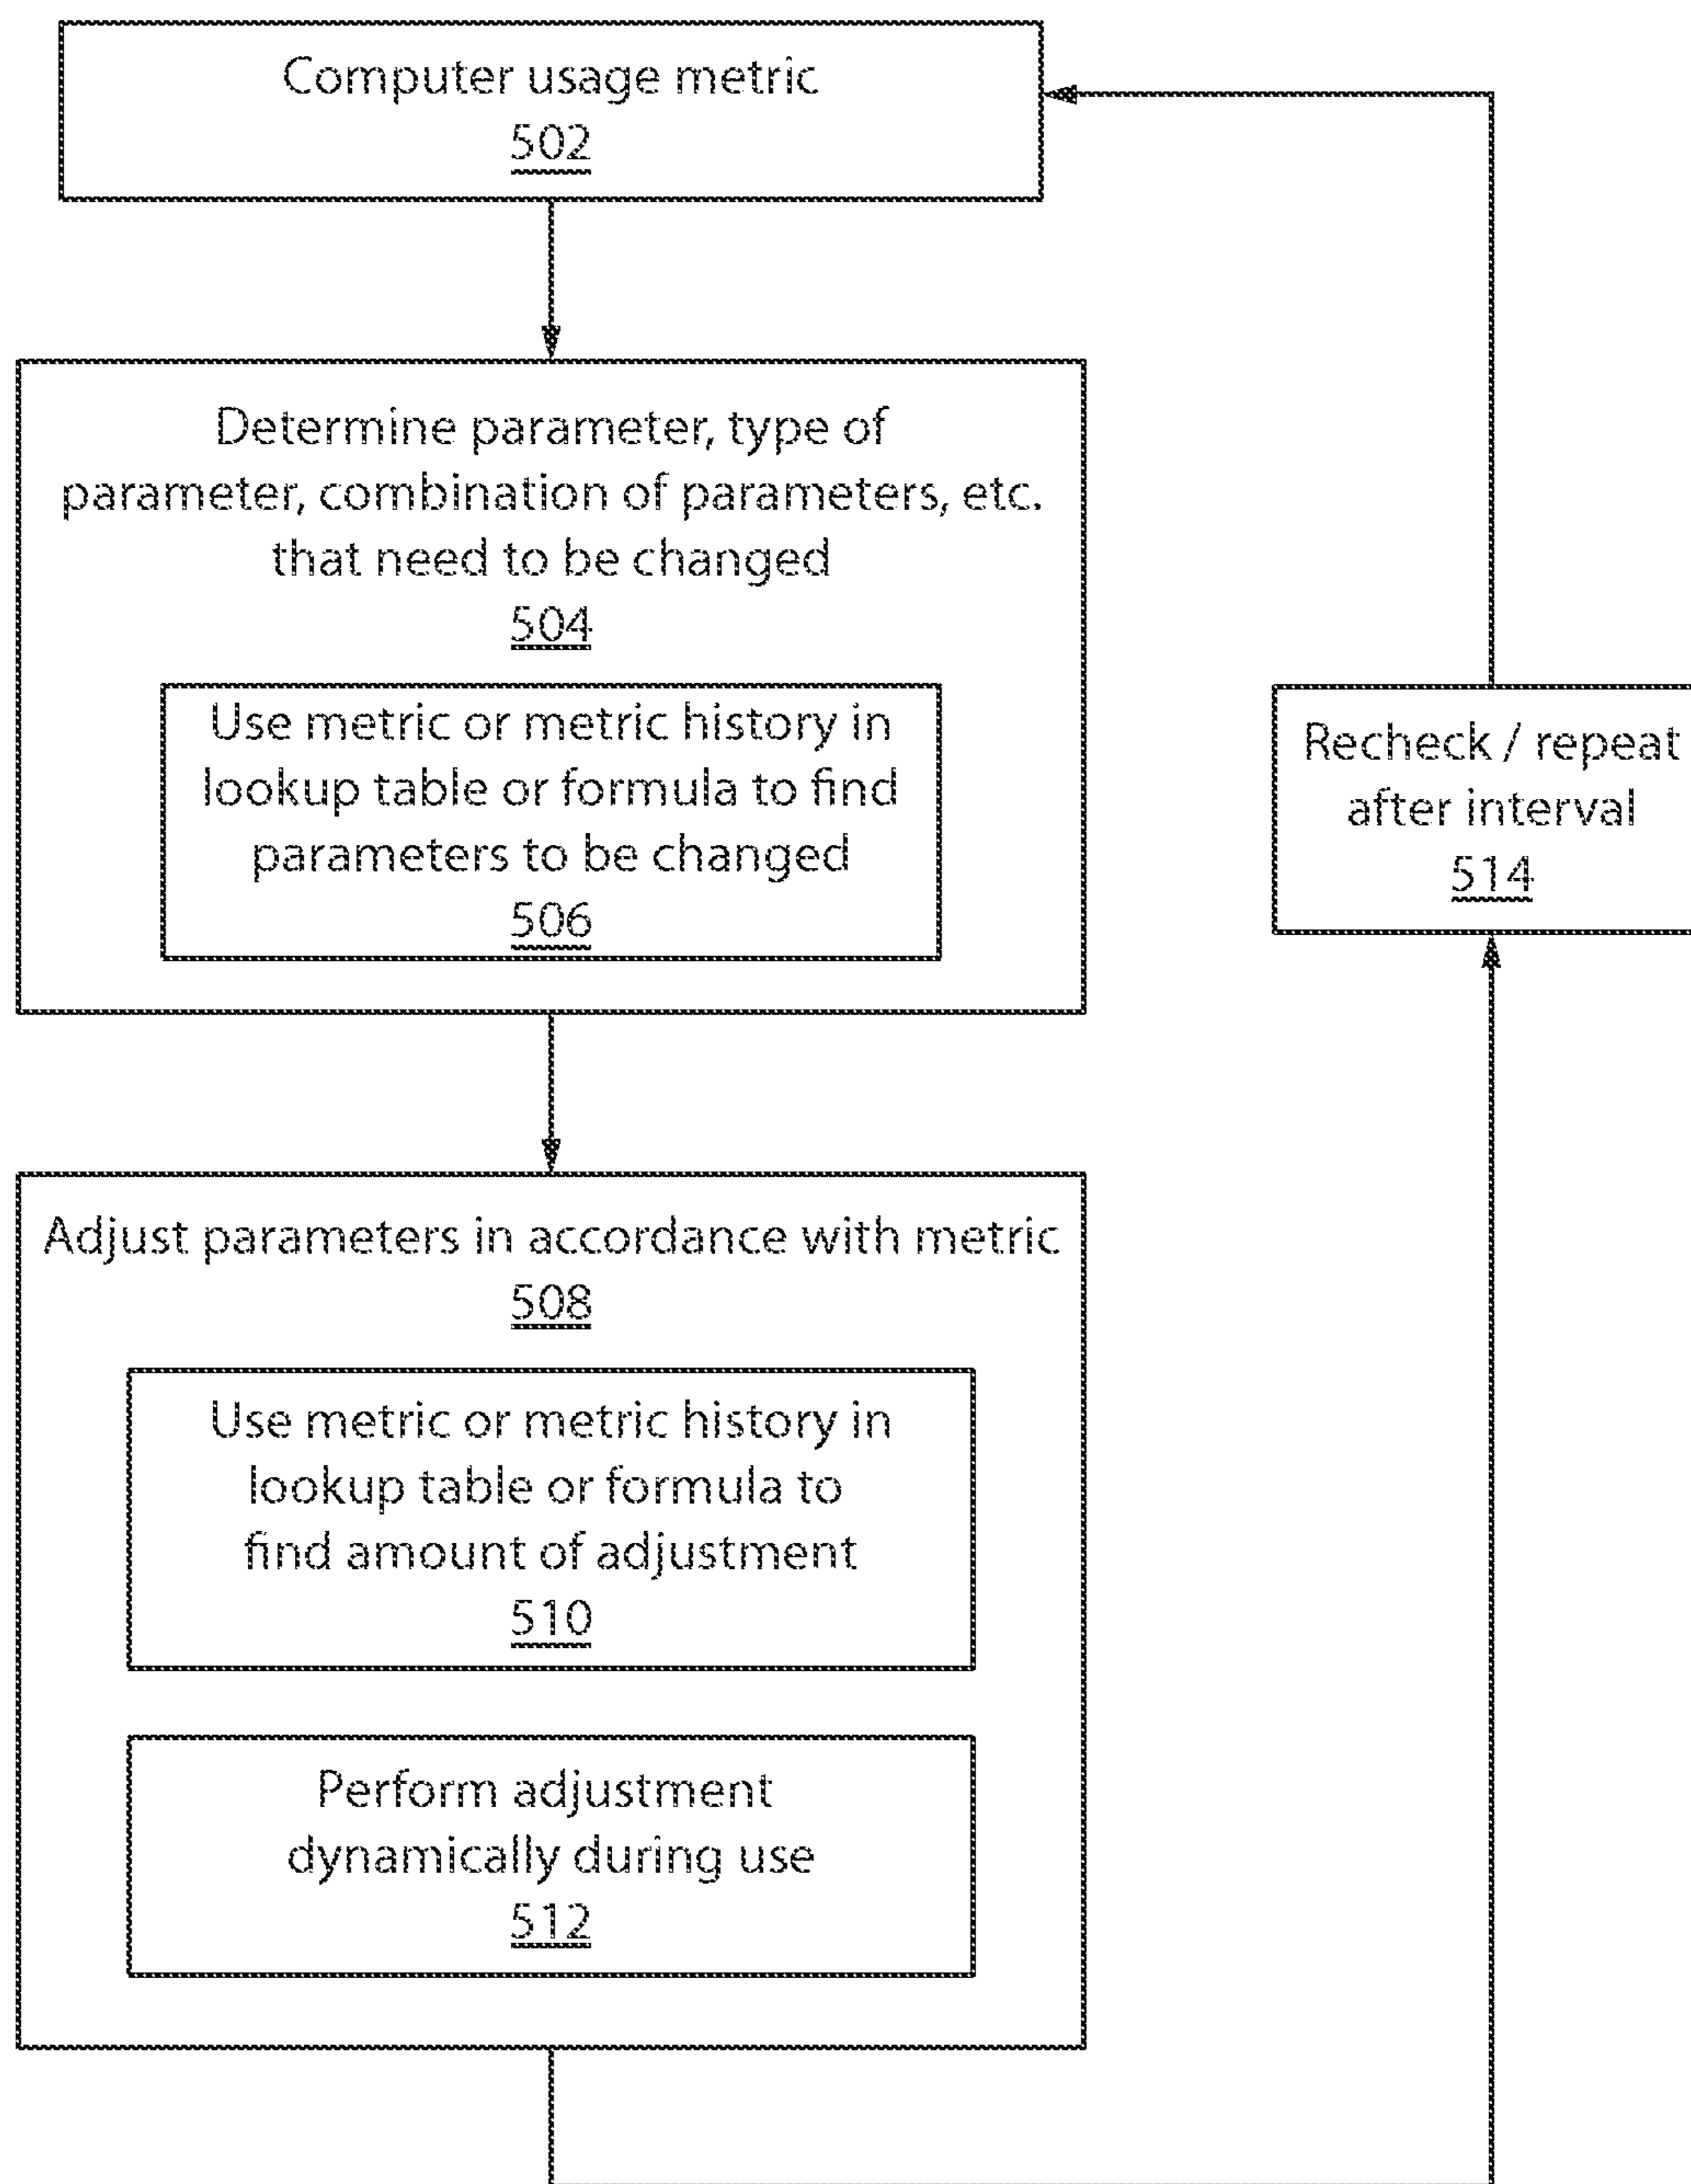 Computer usage metric
502
Determine parameter, type of
parameter, combination of parameters, etc.
that need to be changed
504
Use metric or metric history in
lookup table or formula to find
parameters to be changed
506
Adjust parameters in accordance with metric
508
Use metric or metric history in
lookup table or formula to
find amount of adjustment
510
Perform adjustment
dynamically during use
512
Recheck / repeat
after interval
514